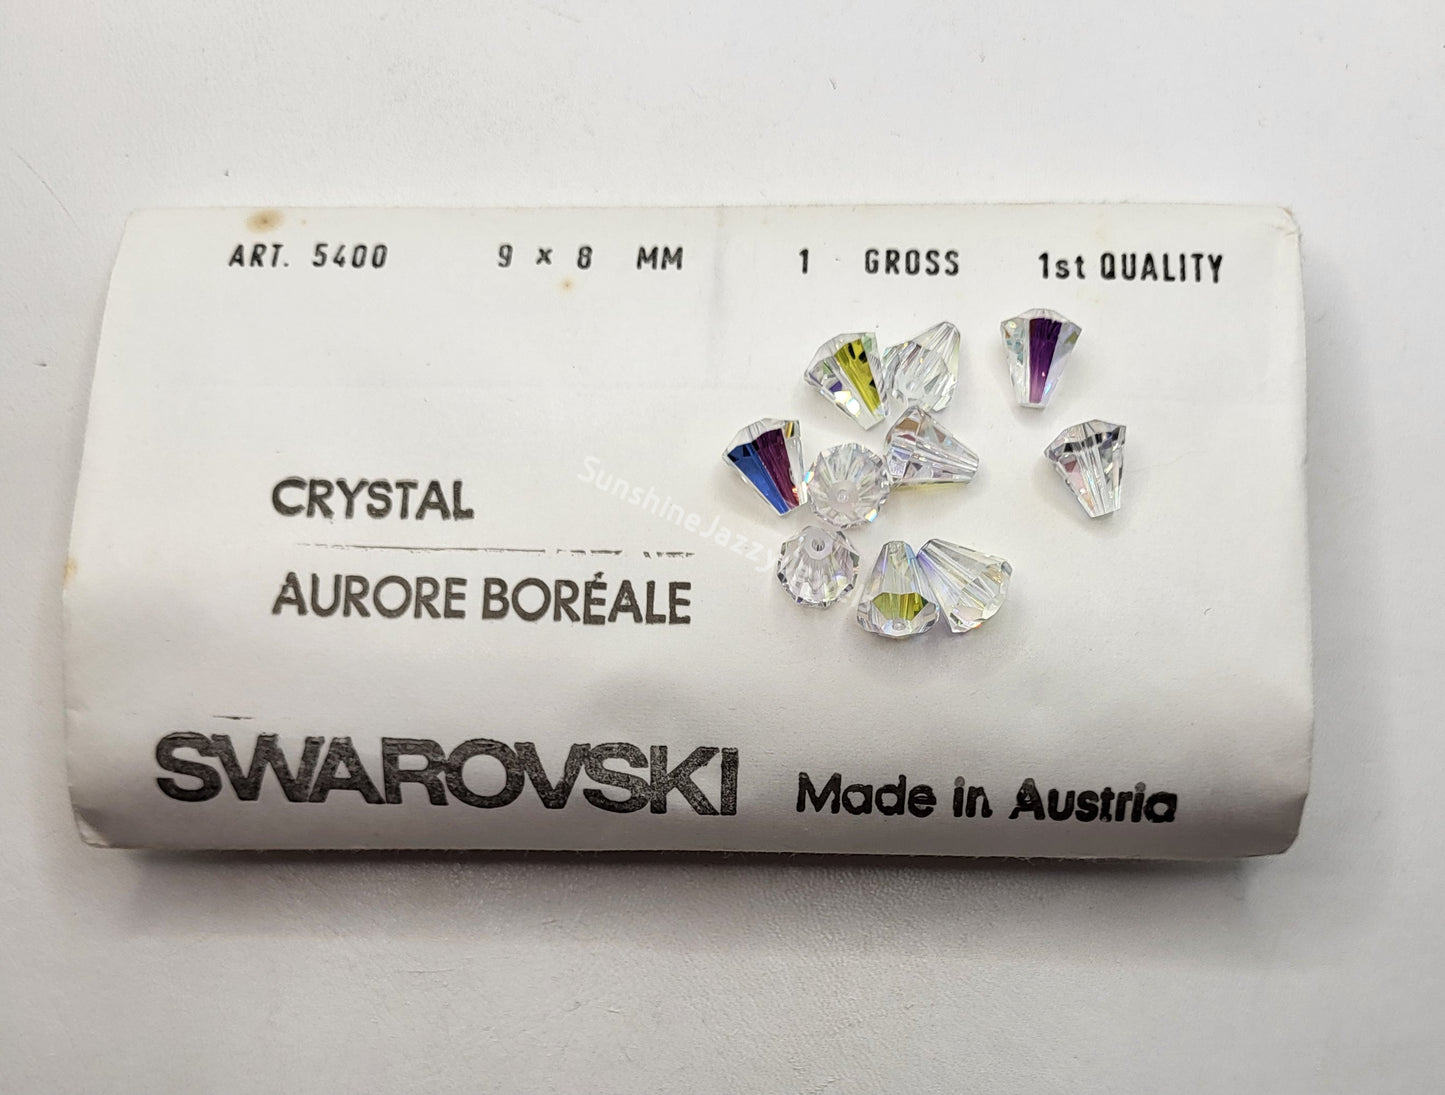 ART. 5400 9 x 8 MM 1 GROSS 1st QUALITY
CRYSTAL
AURORE BORÉALE
SWAROVSKI Made in Austria